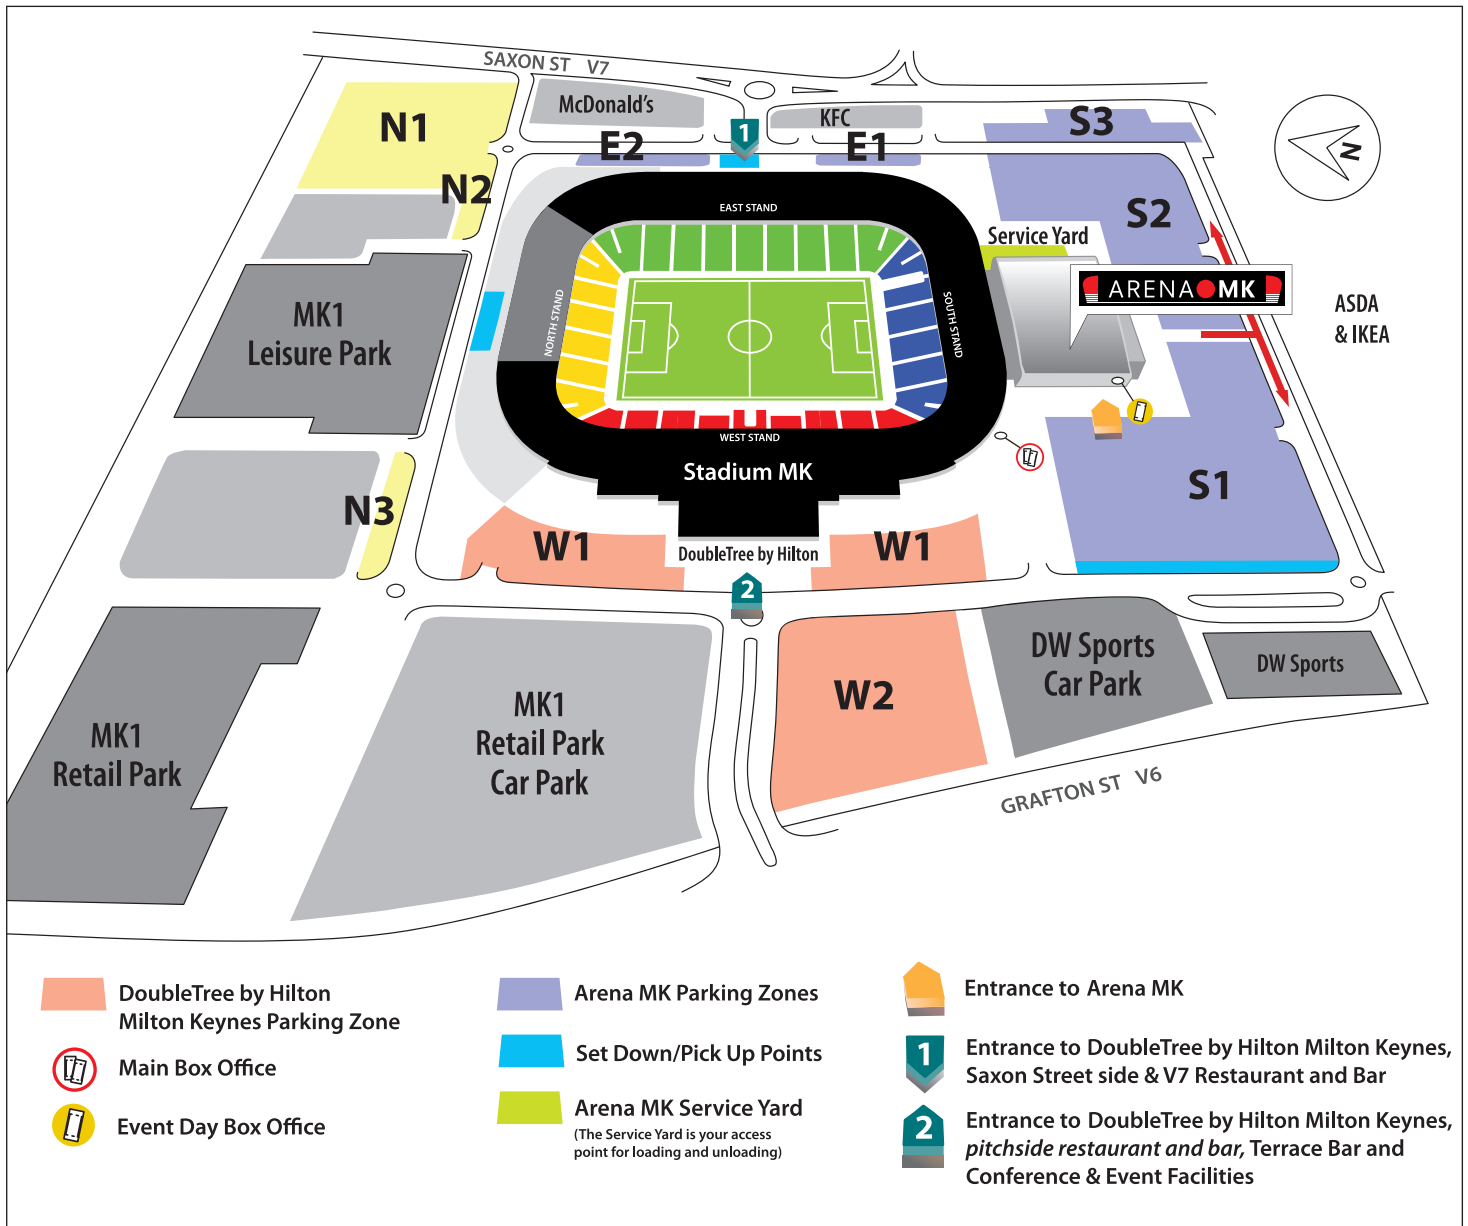 SAXON ST V7
McDonald's
KFC
1
N1
E2
E1
S3
N2
S2
N
EAST STAND
Service Yard
ARENA MK
MK1
Leisure Park
NORTH STAND
SOUTH STAND
ASDA
& IKEA
WEST STAND
Stadium MK
S1
N3
W1
DoubleTree by Hilton
W1
2
DW Sports
Car Park
DW Sports
W2
MK1
Retail Park
MK1
Retail Park
Car Park
GRAFTON ST V6
DoubleTree by Hilton
Milton Keynes Parking Zone
Main Box Office
Event Day Box Office
Arena MK Parking Zones
Set Down/Pick Up Points
Arena MK Service Yard
(The Service Yard is your access
point for loading and unloading)
Entrance to Arena MK
1
Entrance to DoubleTree by Hilton Milton Keynes,
Saxon Street side & V7 Restaurant and Bar
2
Entrance to DoubleTree by Hilton Milton Keynes,
pitchside restaurant and bar, Terrace Bar and
Conference & Event Facilities